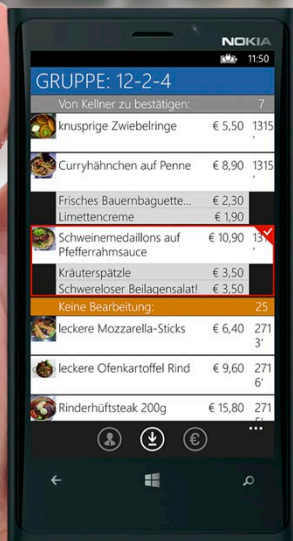 NOKIA
11:50
GRUPPE: 12-2-4
Von Kellner zu bestätigen: 7
knusprige Zwiebelringe € 5,50 1315
'
Curryhähnchen auf Penne € 8,90 1315
'
Frisches Bauernbaguette... € 2,30
Limettencreme € 1,90
Schweinemedaillons auf € 10,90
Pfefferrahmsauce '
Kräuterspätzle € 3,50
Schwereloser Beilagensalat! € 3,50
Keine Bearbeitung: 25
leckere Mozzarella-Sticks € 6,40 271
3'
leckere Ofenkartoffel Rind € 9,60 271
6'
Rinderhüftsteak 200g € 15,80 271
€